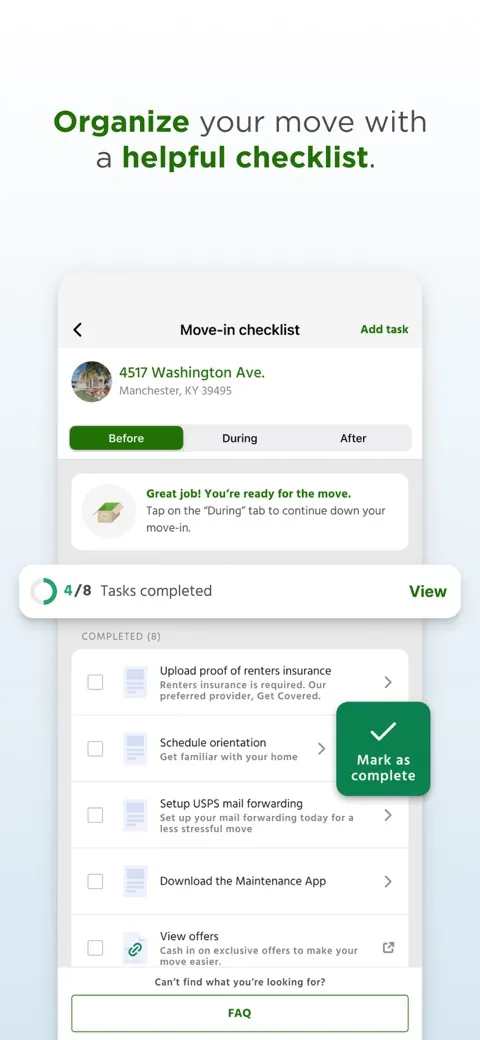 Organize your move with
a helpful checklist.
Move-in checklist
Add task
4517 Washington Ave.
Manchester, KY 39495
Before
During
After
Great job! You're ready for the move.
Tap on the "During" tab to continue down your
move-in.
4/8 Tasks completed
View
COMPLETED (8)
Upload proof of renters insurance
Renters insurance is required. Our
preferred provider, Get Covered.
Schedule orientation
Get familiar with your home
Mark as
complete
Setup USPS mail forwarding
Set up your mail forwarding today for a
less stressful move
Download the Maintenance App
View offers
Cash in on exclusive offers to make your
move easier.
Can't find what you're looking for?
FAQ